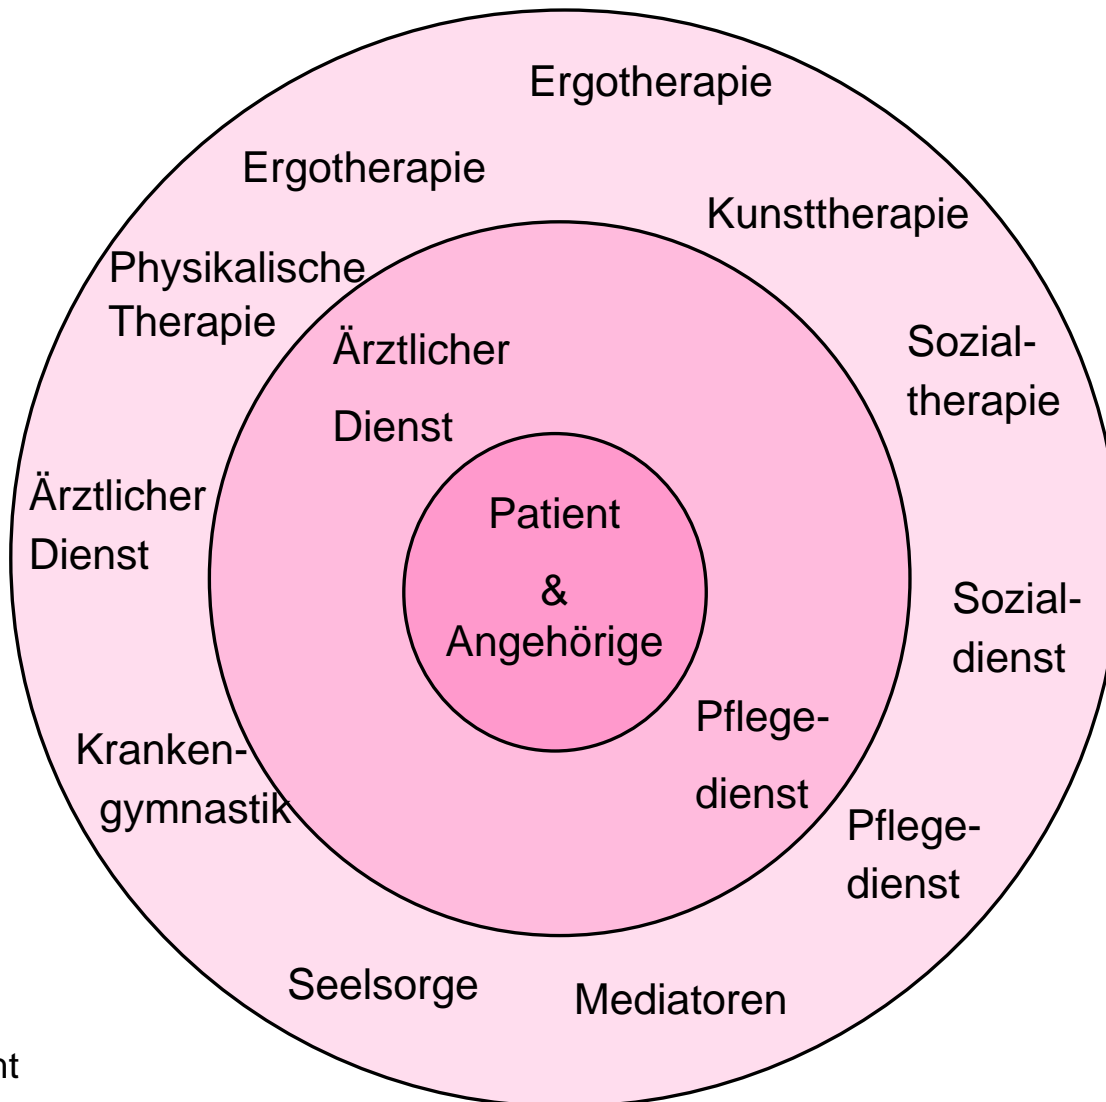 Ergotherapie
Ergotherapie
Kunsttherapie
Physikalische
Therapie
Ärztlicher
Dienst
Sozial-
therapie
Ärztlicher
Dienst
Patient
&
Angehörige
Sozial-
dienst
Pflege-
dienst
Kranken-
gymnastik
Pflege-
dienst
Seelsorge
Mediatoren
nt